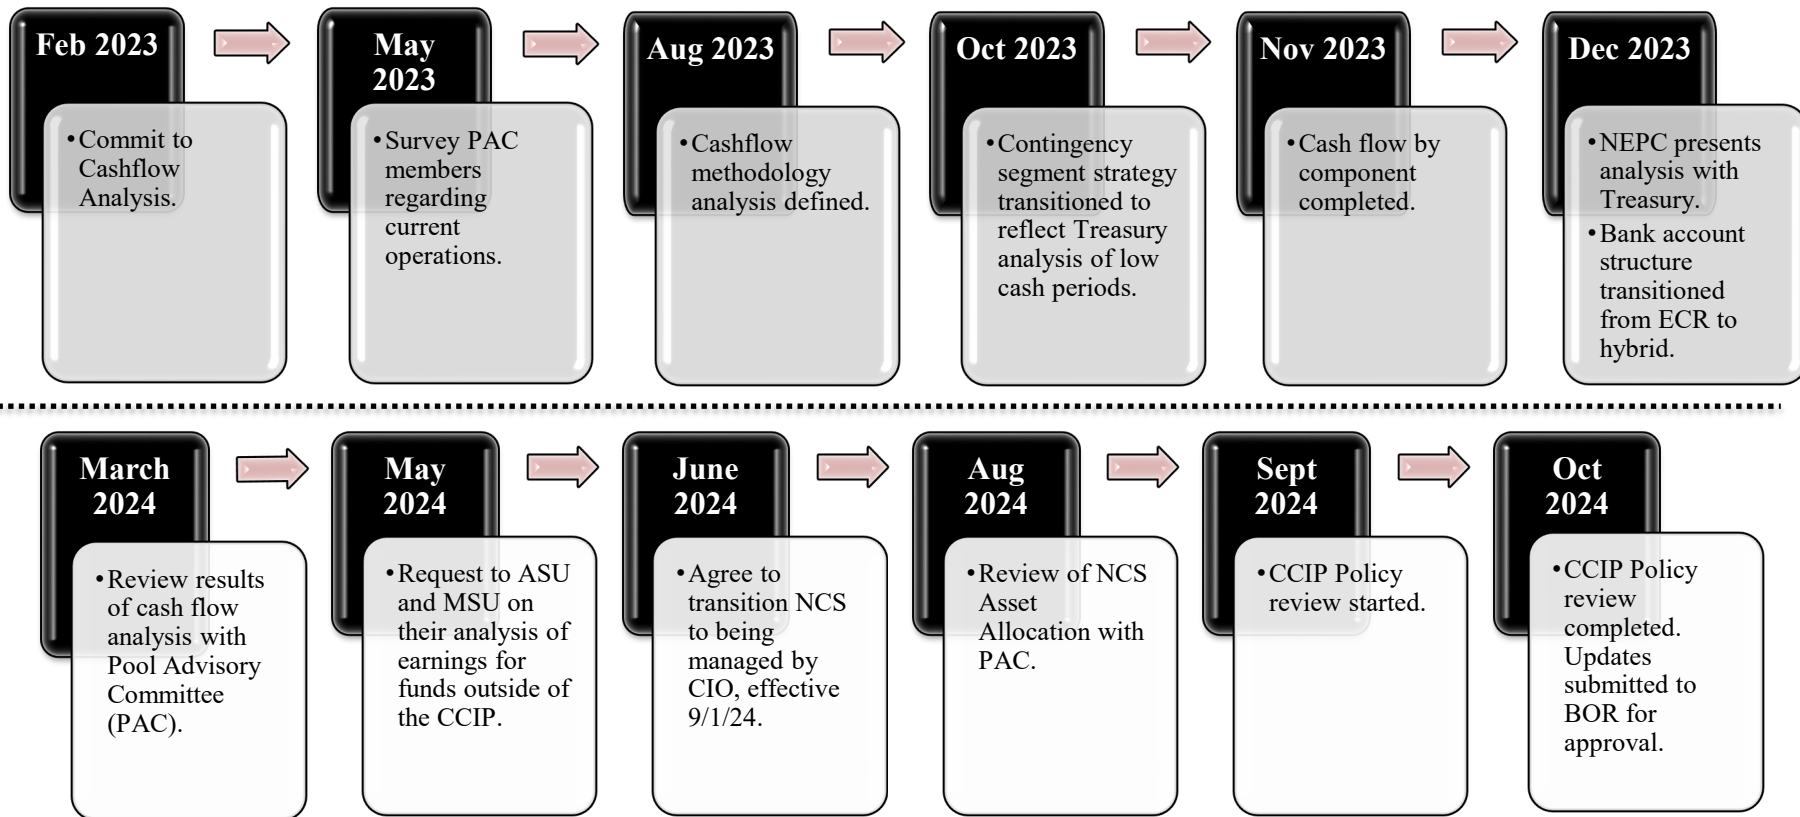 Feb 2023
•Commit to
Cashflow
Analysis.
May
2023
•Survey PAC
members
regarding
current
operations.
Aug 2023
•Cashflow
methodology
analysis defined.
Oct 2023
•Contingency
segment strategy
transitioned to
reflect Treasury
analysis of low
cash periods.
Nov 2023
•Cash flow by
component
completed.
Dec 2023
•NEPC presents
analysis with
Treasury.
•Bank account
structure
transitioned
from ECR to
hybrid.
March
2024
•Review results
of cash flow
analysis with
Pool Advisory
Committee
(PAC).
May
2024
•Request to ASU
and MSU on
their analysis of
earnings for
funds outside of
the CCIP.
June
2024
•Agree to
transition NCS
to being
managed by
CIO, effective
9/1/24.
Aug
2024
•Review of NCS
Asset
Allocation with
PAC.
Sept
2024
•CCIP Policy
review started.
Oct
2024
•CCIP Policy
review
completed.
Updates
submitted to
BOR for
approval.